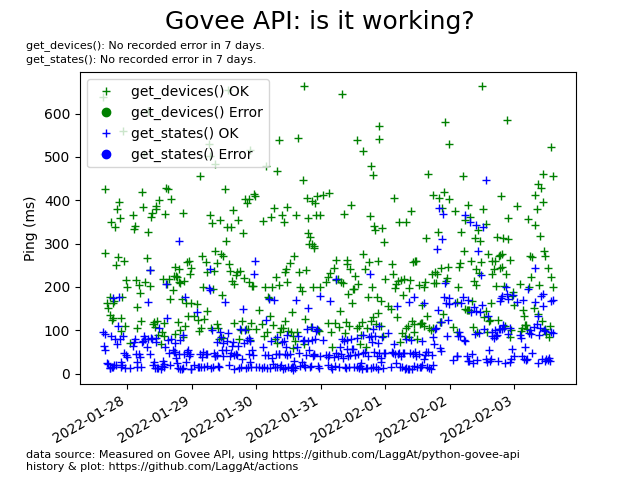 Govee API: is it working?
get_devices(): No recorded error in 7 days.
get_states(): No recorded error in 7 days.
get_devices() OK
get_devices() Error
get_states() OK
get_states() Error
Ping (ms)
600
500
400
300
200
100
0
2022-01-28
2022-01-29
2022-01-30
2022-01-31
2022-02-01
2022-02-02
2022-02-03
data source: Measured on Govee API, using https://github.com/LaggAt/python-govee-api
history & plot: https://github.com/LaggAt/actions